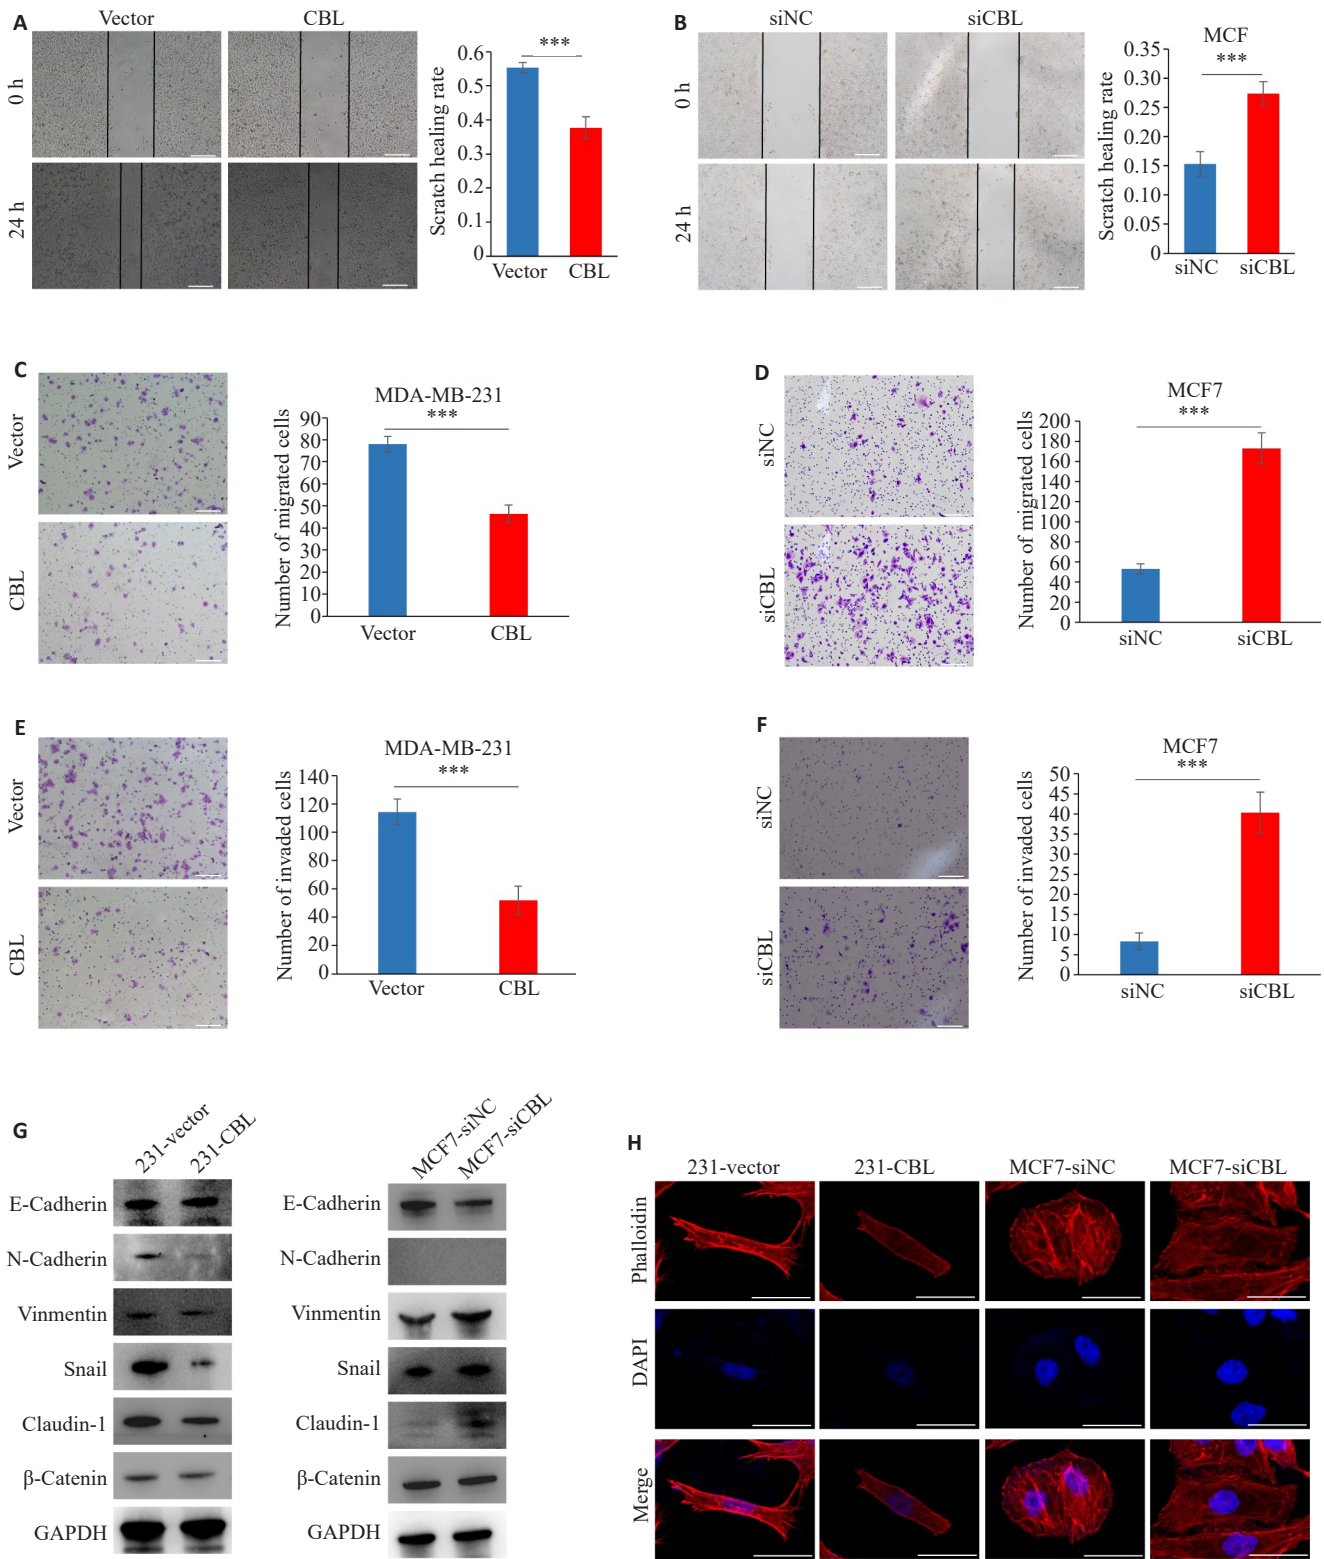 A
Vector
CBL
0 h
24 h
Scratch healing rate
***
0.6
0.5
0.4
0.3
0.2
0.1
0
Vector
CBL
B
siNC
siCBL
0 h
24 h
MCF
Scratch healing rate
***
0.35
0.30
0.25
0.20
0.15
0.10
0.05
0
siNC
siCBL
C
Vector
CBL
MDA-MB-231
***
Number of migrated cells
90
80
70
60
50
40
80
20
10
0
Vector
CBL
D
siNC
siCBL
MCF7
***
Number of migrated cells
200
180
160
140
120
100
80
60
40
20
0
siNC
siCBL
E
Vector
CBL
MDA-MB-231
***
Number of invaded cells
140
120
100
80
60
40
20
0
Vector
CBL
F
siNC
siCBL
MCF7
***
Number of invaded cells
50
45
40
35
30
25
20
15
10
5
0
siNC
siCBL
G
231-vector
231-CBL
E-Cadherin
N-Cadherin
Vinmentin
Snail
Claudin-1
β-Catenin
GAPDH
MCF7-siNC
MCF7-siCBL
E-Cadherin
N-Cadherin
Vinmentin
Snail
Claudin-1
β-Catenin
GAPDH
H
231-vector
231-CBL
MCF7-siNC
MCF7-siCBL
Phalloidin
DAPI
Merge